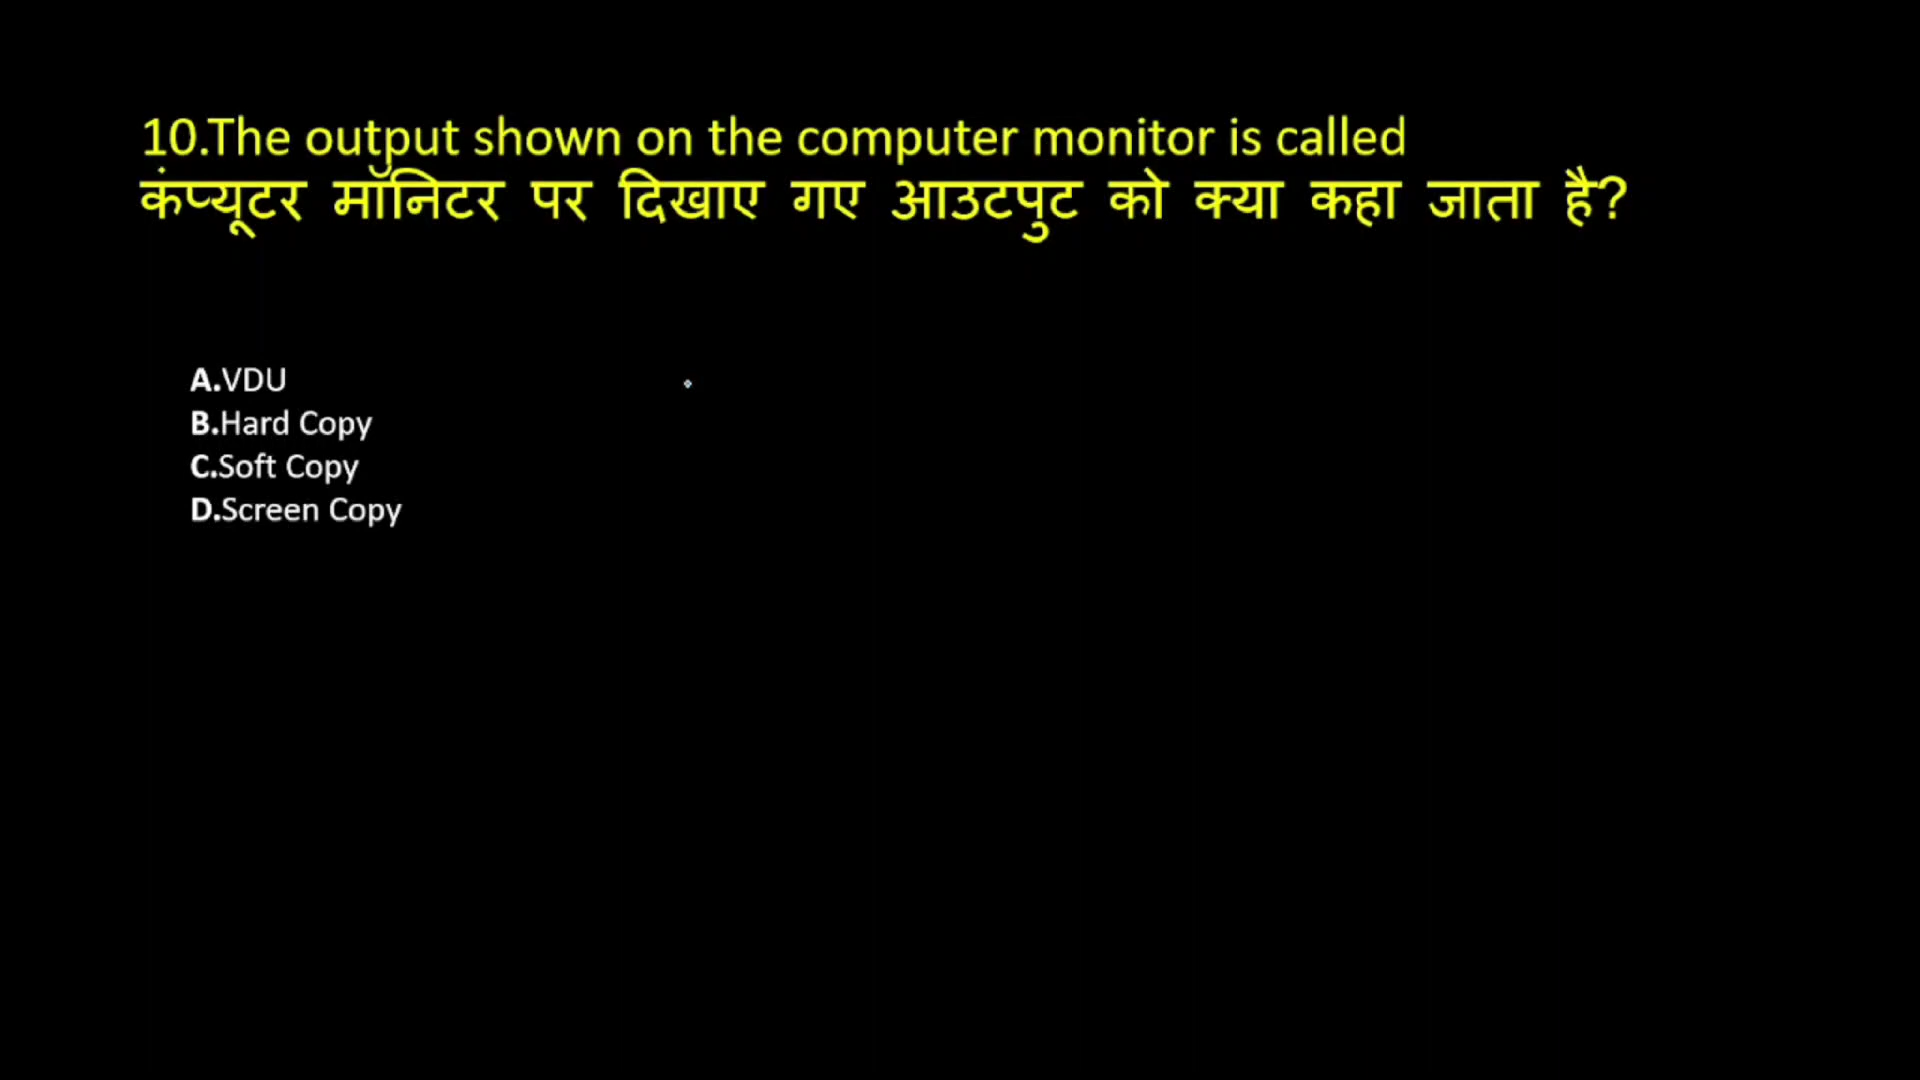 10.The output shown on the computer monitor is called
कंप्यूटर मॉनिटर पर दिखाए गए आउटपुट को क्या कहा जाता है?
A.VDU
B.Hard Copy
C.Soft Copy
D.Screen Copy